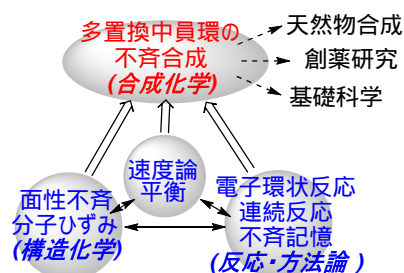 多置換中員環の
不斉合成
(合成化学)
天然物合成
創薬研究
基礎科学
速度論
平衡
面性不斉
分子ひずみ
(構造化学)
電子環状反応
連続反応
不斉記憶
(反応・方法論 )